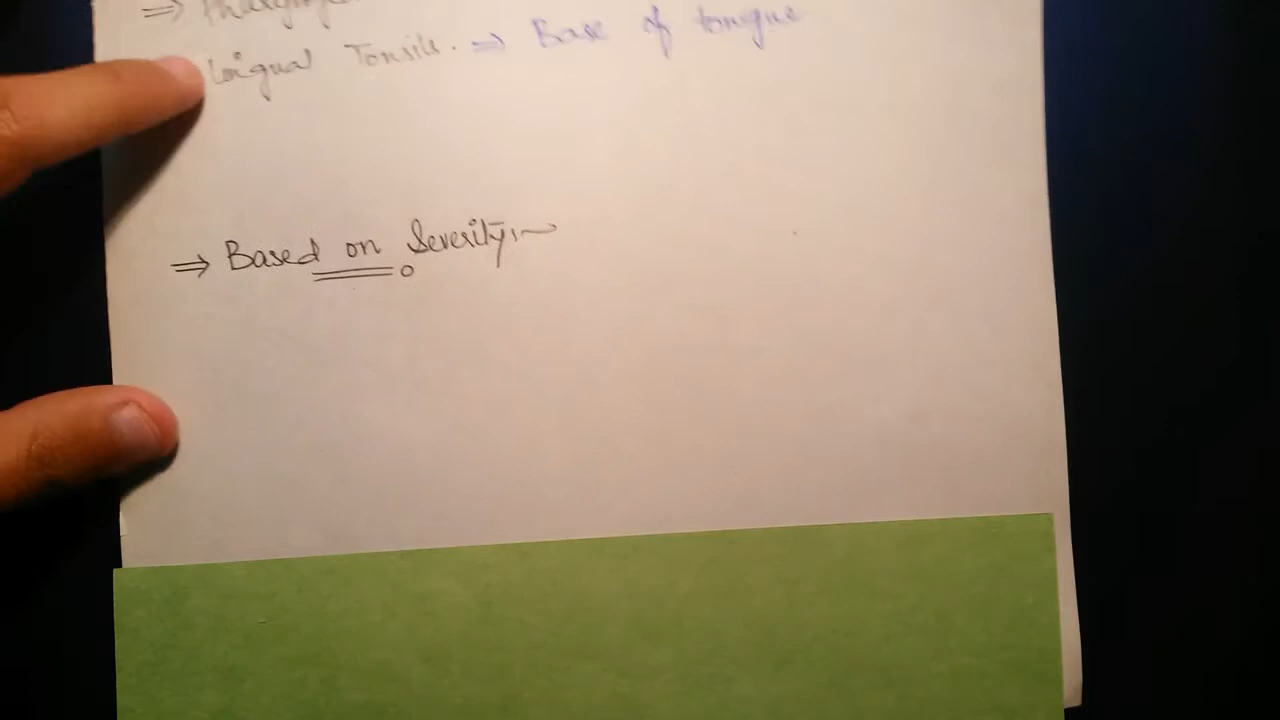 ⇒
Lingual Tonsils. ⇒ Base of tongue
⇒ Based on Severity:~